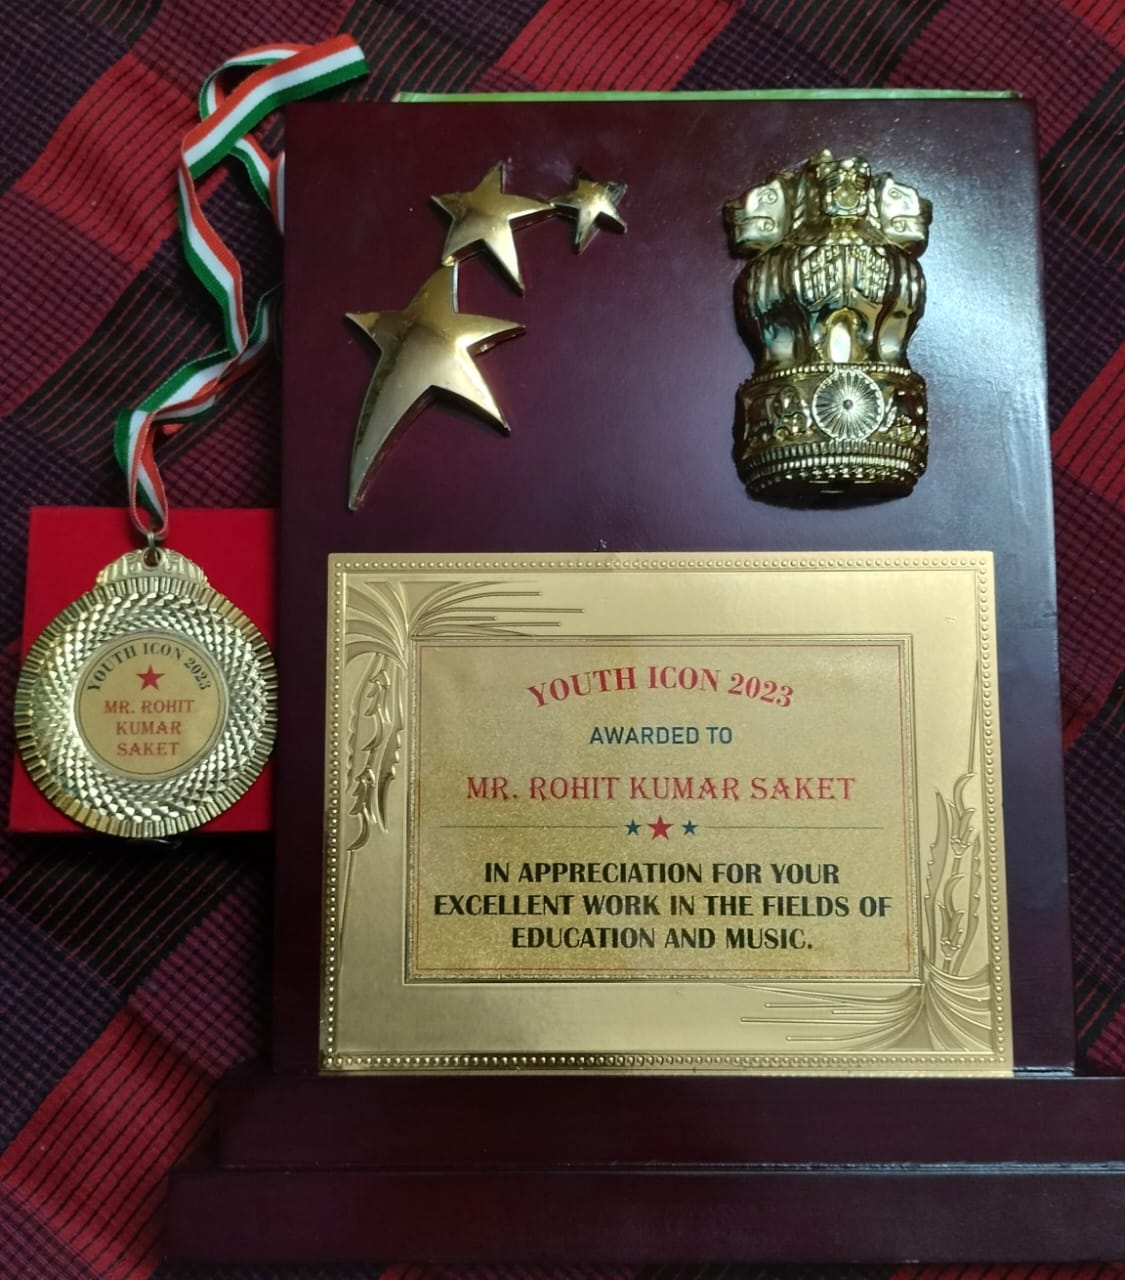 YOUTH ICON 2023
MR. ROHIT
KUMAR
SAKET
YOUTH ICON 2023
AWARDED TO
MR. ROHIT KUMAR SAKET
IN APPRECIATION FOR YOUR
EXCELLENT WORK IN THE FIELDS OF
EDUCATION AND MUSIC.